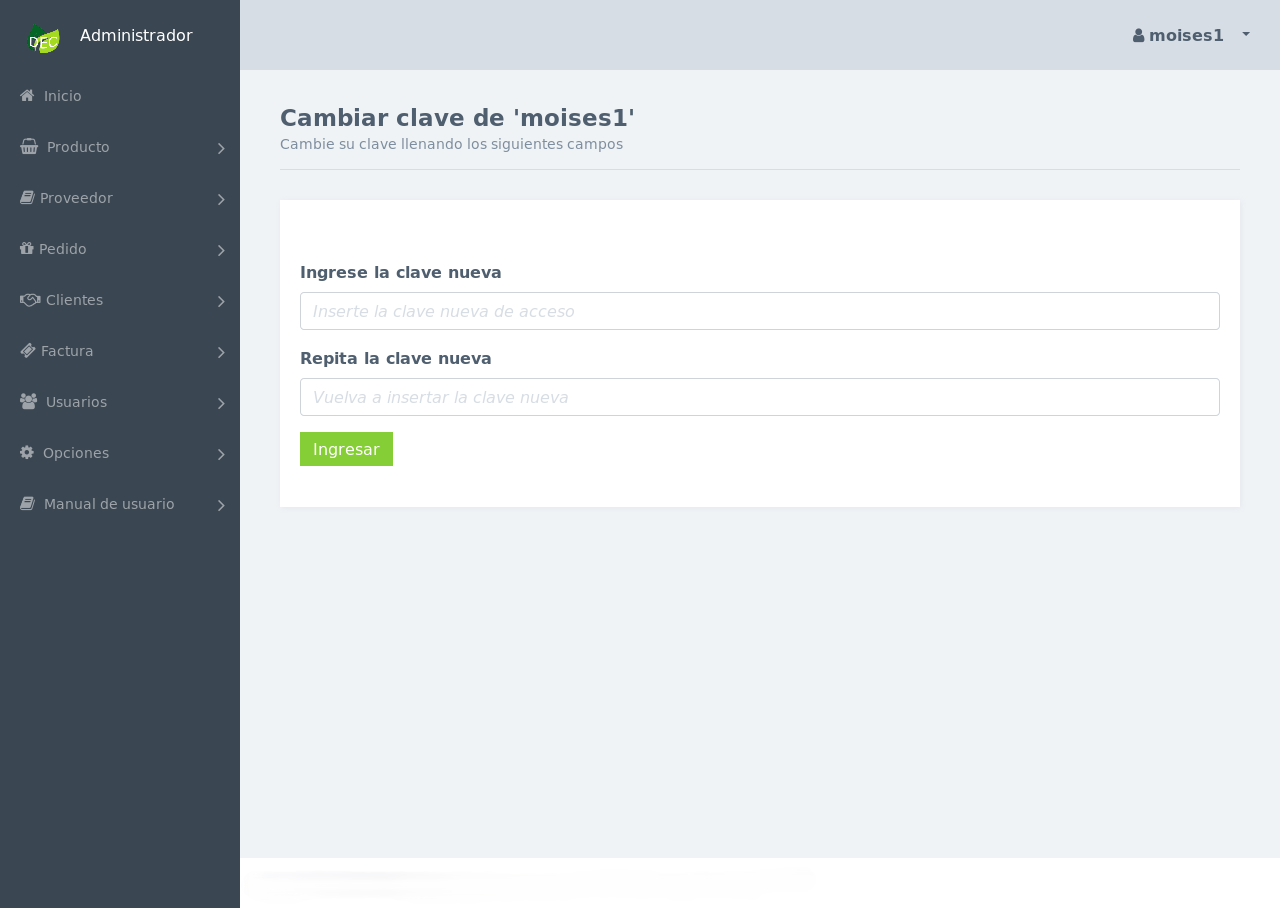 DEC
Administrador
moises1
Inicio
Producto
Proveedor
Pedido
Clientes
Factura
Usuarios
Opciones
Manual de usuario
Cambiar clave de 'moises1'
Cambie su clave llenando los siguientes campos
Ingrese la clave nueva
Inserte la clave nueva de acceso
Repita la clave nueva
Vuelva a insertar la clave nueva
Ingresar